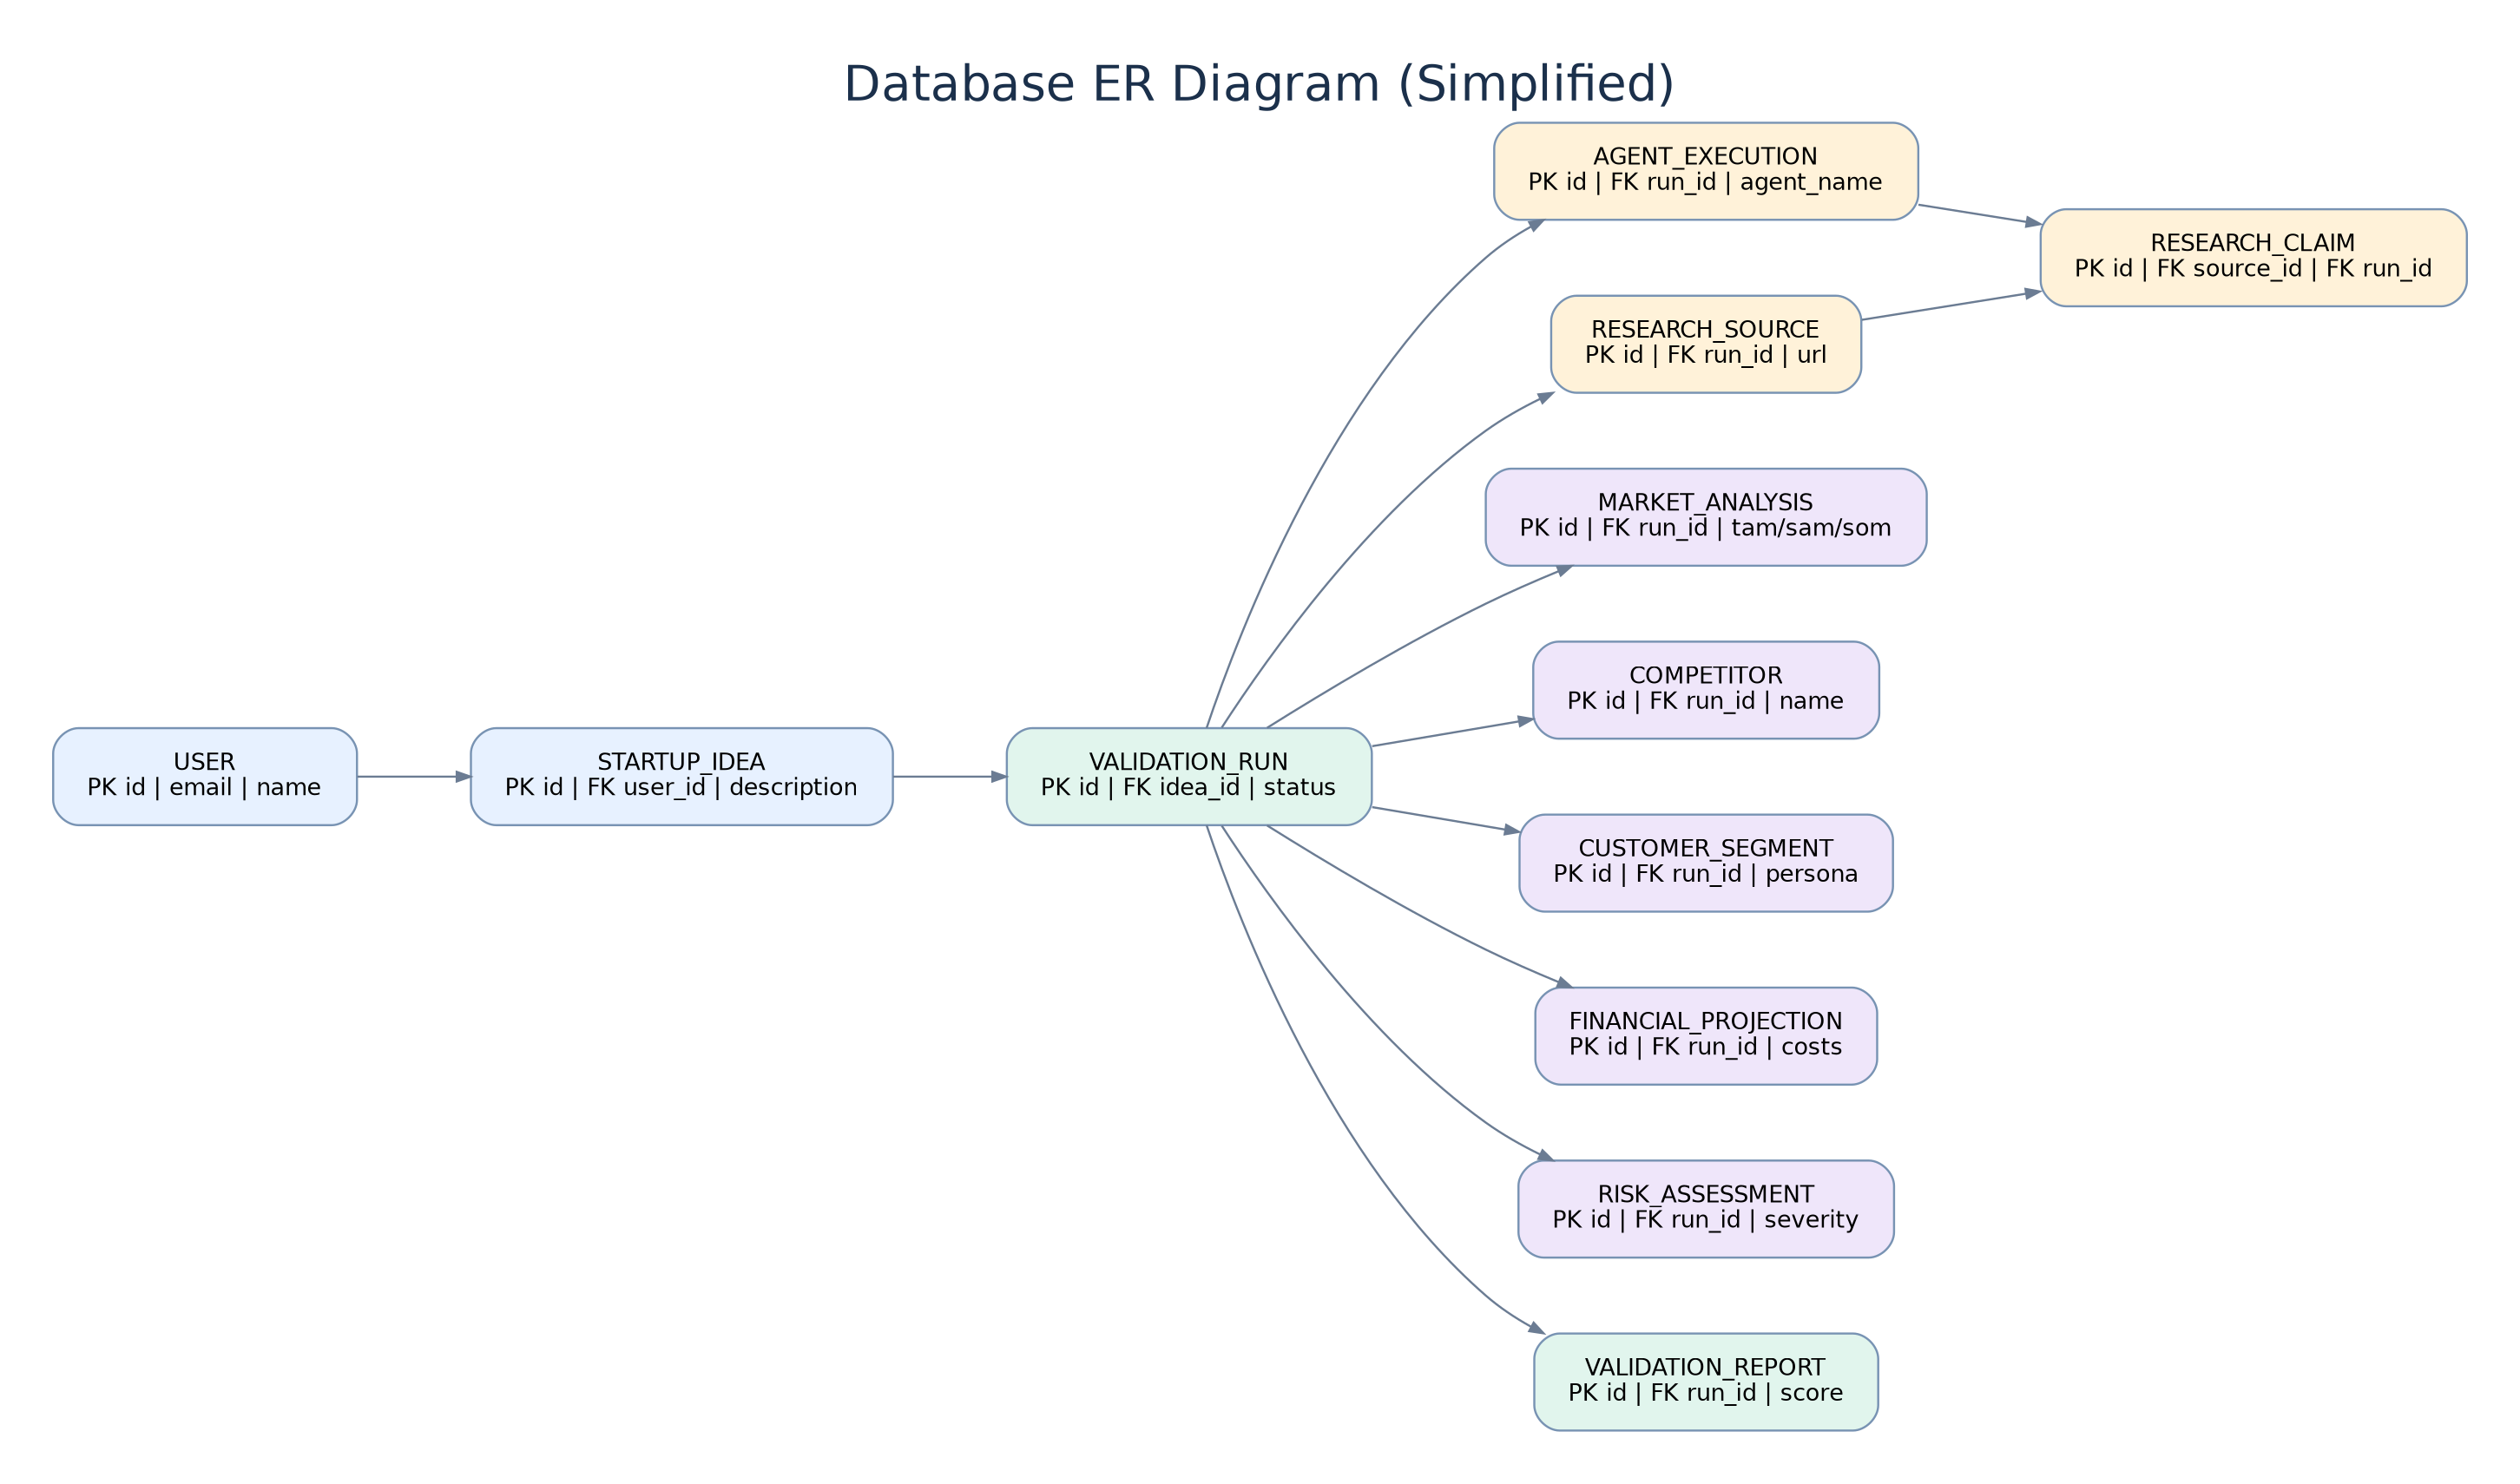 Database ER Diagram (Simplified)
AGENT_EXECUTION
PK id | FK run_id | agent_name
RESEARCH_CLAIM
PK id | FK source_id | FK run_id
RESEARCH_SOURCE
PK id | FK run_id | url
MARKET_ANALYSIS
PK id | FK run_id | tam/sam/som
COMPETITOR
PK id | FK run_id | name
USER
PK id | email | name
STARTUP_IDEA
PK id | FK user_id | description
VALIDATION_RUN
PK id | FK idea_id | status
CUSTOMER_SEGMENT
PK id | FK run_id | persona
FINANCIAL_PROJECTION
PK id | FK run_id | costs
RISK_ASSESSMENT
PK id | FK run_id | severity
VALIDATION_REPORT
PK id | FK run_id | score